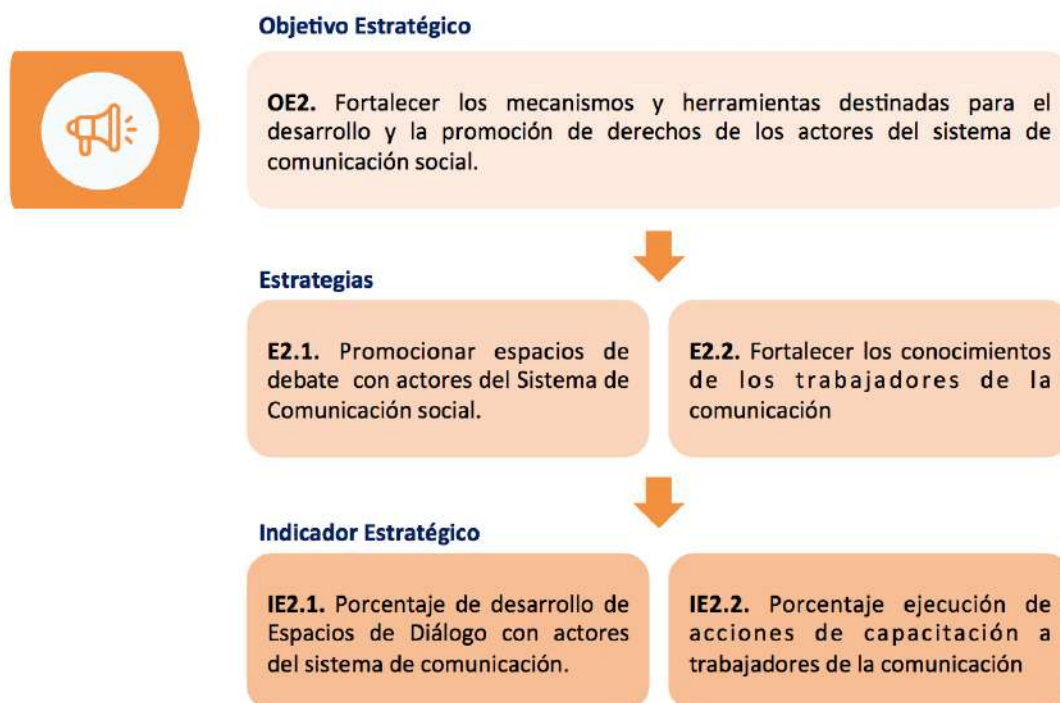 Objetivo Estratégico
OE2. Fortalecer los mecanismos y herramientas destinadas para el
desarrollo y la promoción de derechos de los actores del sistema de
comunicación social.
Estrategias
E2.1. Promocionar espacios de
debate con actores del Sistema de
Comunicación social.
E2.2. Fortalecer los conocimientos
de los trabajadores de la
comunicación
Indicador Estratégico
IE2.1. Porcentaje de desarrollo de
Espacios de Diálogo con actores
del sistema de comunicación.
IE2.2. Porcentaje ejecución de
acciones de capacitación a
trabajadores de la comunicación